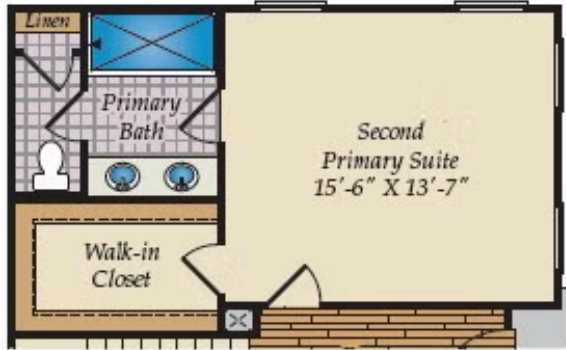 Linen
Primary
Bath
Second
Primary Suite
15'-6" X 13'-7"
Walk-in
Closet